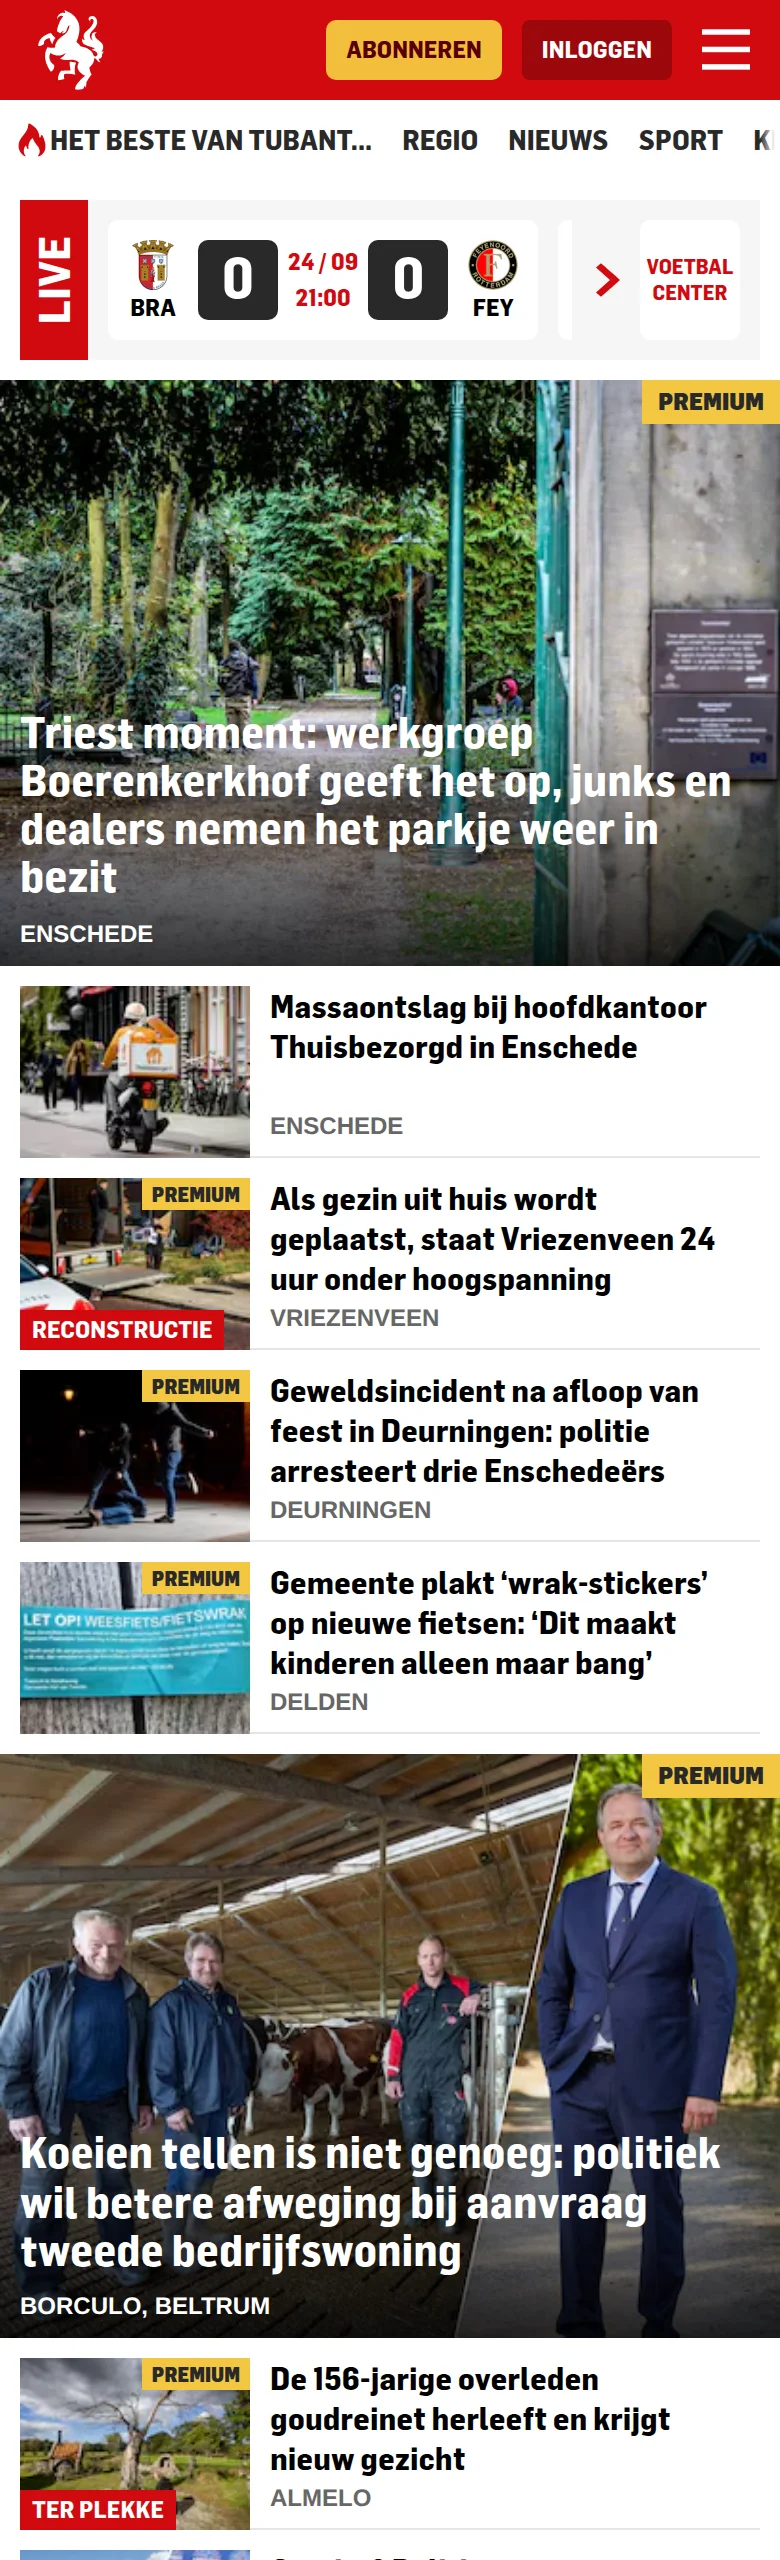 ABONNEREN
INLOGGEN
HET BESTE VAN TUBANT... REGIO NIEUWS SPORT
LIVE
BRA
0
24 / 09
21:00
0
FEYENOORD
ROTTERDAM
FEY
VOETBAL
CENTER
PREMIUM
Triest moment: werkgroep
Boerenkerkhof geeft het op, junks en
dealers nemen het parkje weer in
bezit
ENSCHEDE
Massaontslag bij hoofdkantoor
Thuisbezorgd in Enschede
ENSCHEDE
PREMIUM
RECONSTRUCTIE
Als gezin uit huis wordt
geplaatst, staat Vriezenveen 24
uur onder hoogspanning
VRIEZENVEEN
PREMIUM
Geweldsincident na afloop van
feest in Deurningen: politie
arresteert drie Enschedeërs
DEURNINGEN
PREMIUM
LET OP! WEESFIETS/FIETSWRAK
Gemeente plakt ‘wrak-stickers’
op nieuwe fietsen: ‘Dit maakt
kinderen alleen maar bang’
DELDEN
PREMIUM
Koeien tellen is niet genoeg: politiek
wil betere afweging bij aanvraag
tweede bedrijfswoning
BORCULO, BELTRUM
PREMIUM
TER PLEKKE
De 156-jarige overleden
goudreinet herleeft en krijgt
nieuw gezicht
ALMELO